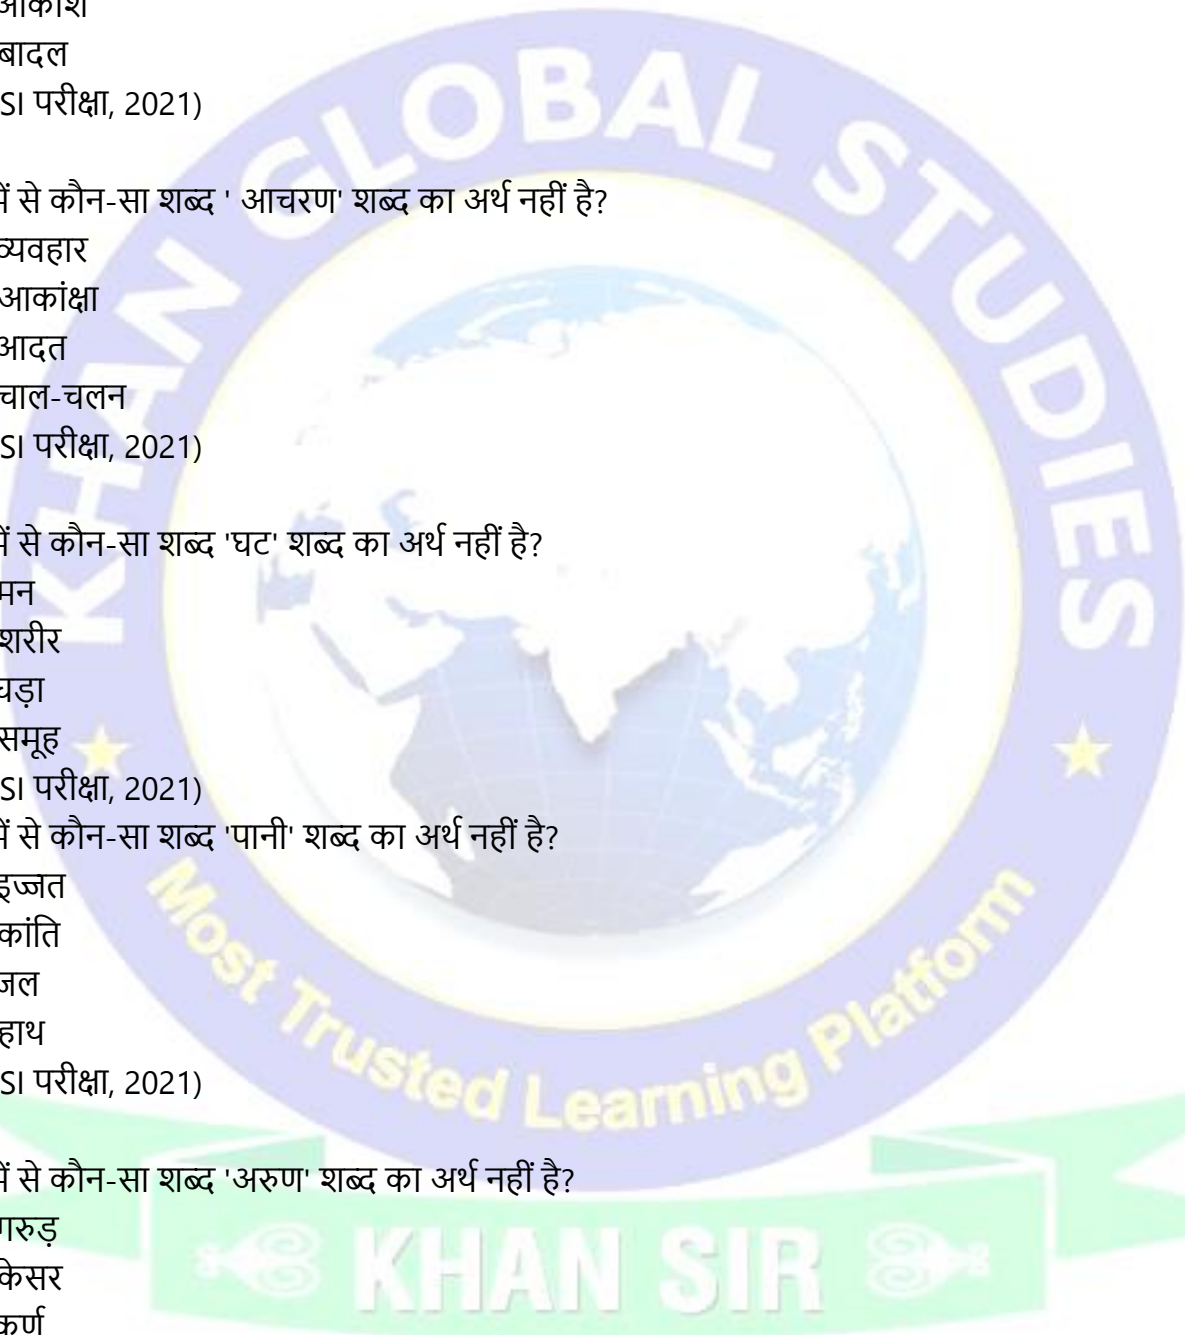 आकाश
बादल
SI परीक्षा, 2021)
में से कौन-सा शब्द ' आचरण' शब्द का अर्थ नहीं है?
व्यवहार
आकांक्षा
आदत
चाल-चलन
SI परीक्षा, 2021)
में से कौन-सा शब्द 'घट' शब्द का अर्थ नहीं है?
मन
शरीर
घड़ा
समूह
SI परीक्षा, 2021)
में से कौन-सा शब्द 'पानी' शब्द का अर्थ नहीं है?
इज्जत
कांति
जल
हाथ
SI परीक्षा, 2021)
में से कौन-सा शब्द 'अरुण' शब्द का अर्थ नहीं है?
गरुड़
केसर
कर्ण
KHAN GLOBAL STUDIES
Most Trusted Learning Platform
KHAN SIR